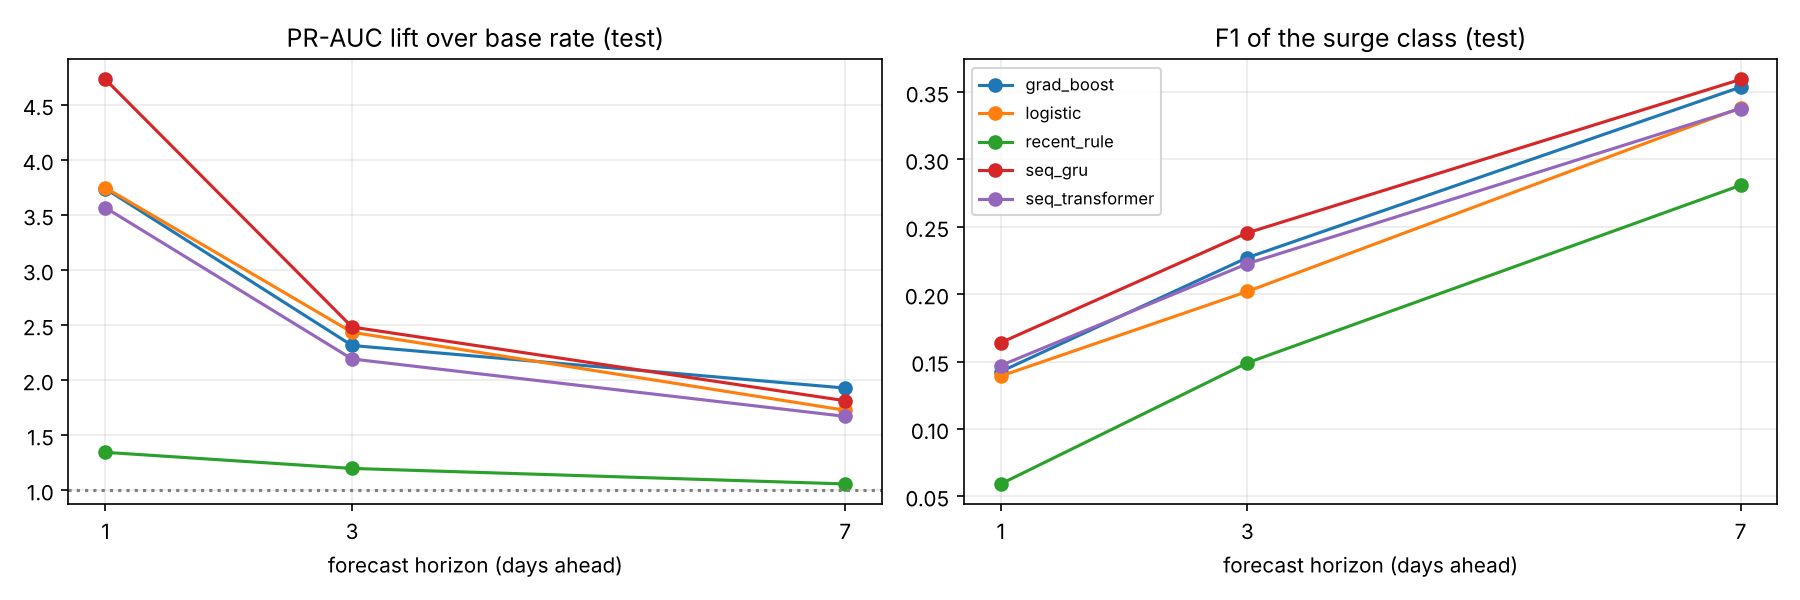 PR-AUC lift over base rate (test)
4.5
4.0
3.5
3.0
2.5
2.0
1.5
1.0
1 3 7
forecast horizon (days ahead)
F1 of the surge class (test)
0.35
0.30
0.25
0.20
0.15
0.10
0.05
grad_boost
logistic
recent_rule
seq_gru
seq_transformer
1 3 7
forecast horizon (days ahead)